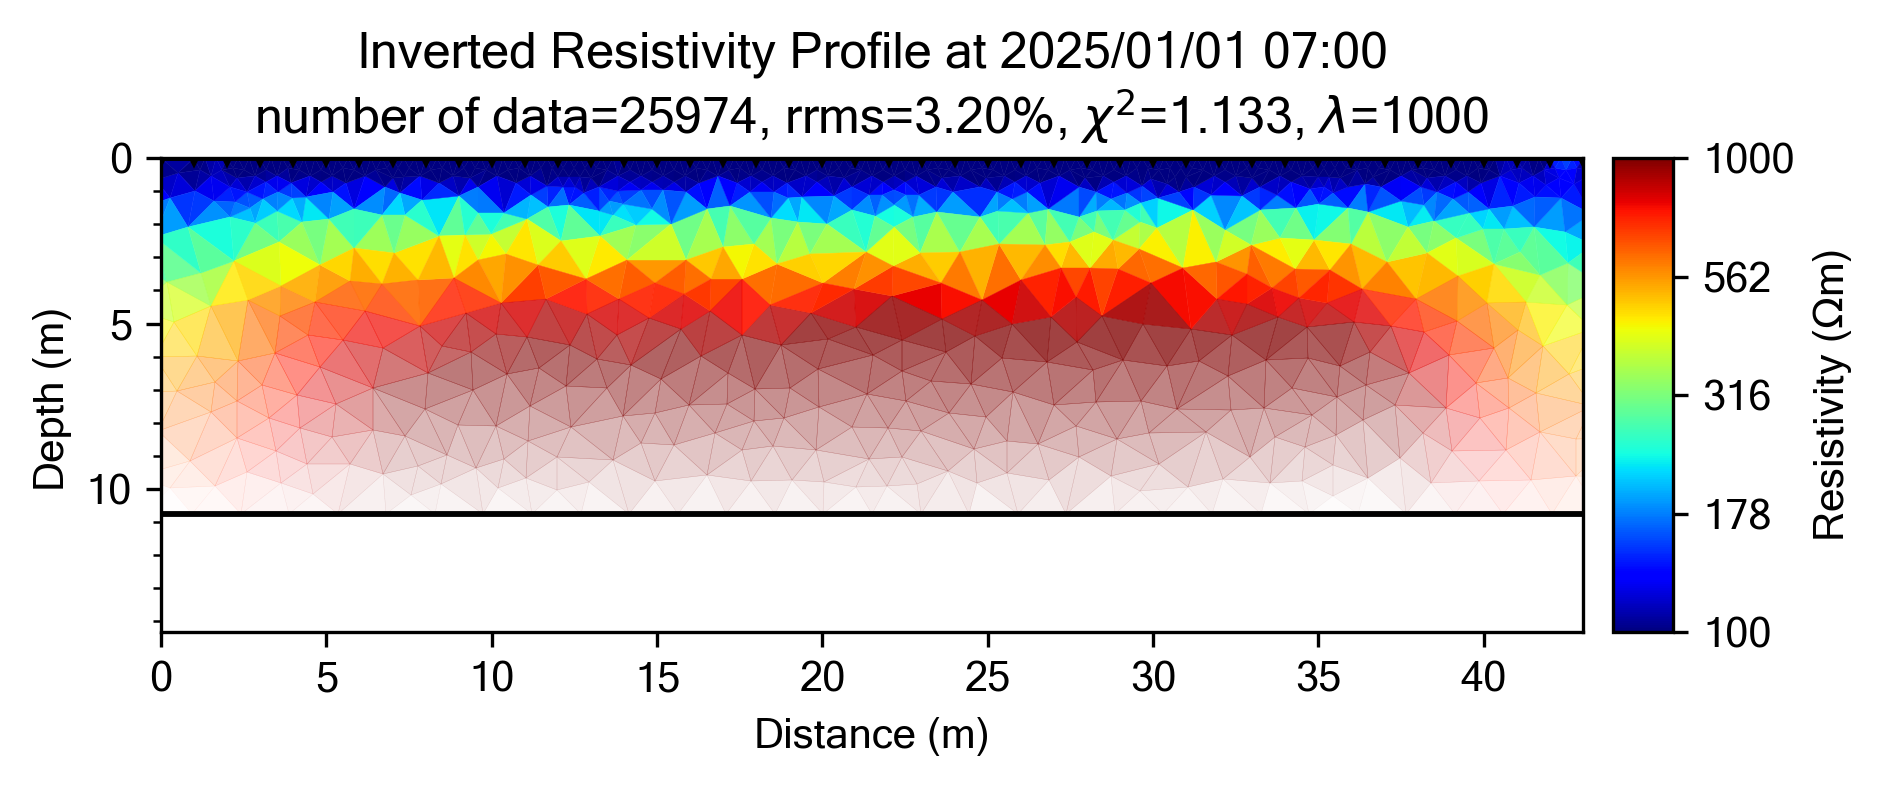 Inverted Resistivity Profile at 2025/01/01 07:00
number of data=25974, rrms=3.20%, χ²=1.133, λ=1000
0
5
10
Depth (m)
0 5 10 15 20 25 30 35 40
Distance (m)
1000
562
316
178
100
Resistivity (Ωm)